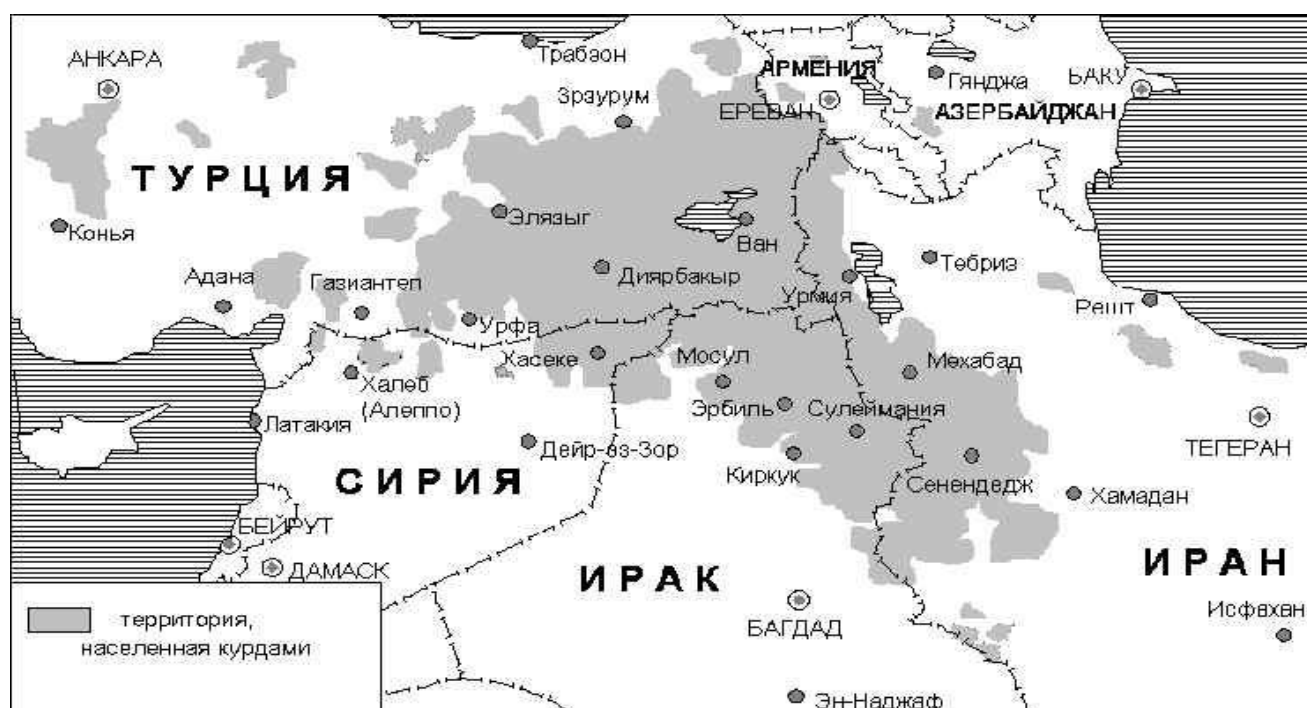 Трабзон
АНКАРА
АРМЕНИЯ
Гянджа
БАКУ
Эрзурум
ЕРЕВАН
АЗЕРБАЙДЖАН
ТУРЦИЯ
Элязыг
Конья
Ван
Тебриз
Адана
Газиантеп
Диярбакыр
Урмия
Решт
Урфа
Хасеке
Мосул
Мехабад
Халеб
(Алеппо)
Эрбиль
Сулеймания
Латакия
ТЕГЕРАН
Дейр-эз-Зор
СИРИЯ
Киркук
Сенендедж
Хамадан
БЕЙРУТ
ДАМАСК
ИРАК
ИРАН
БАГДАД
Исфахан
территория,
населенная курдами
Эн-Наджаф